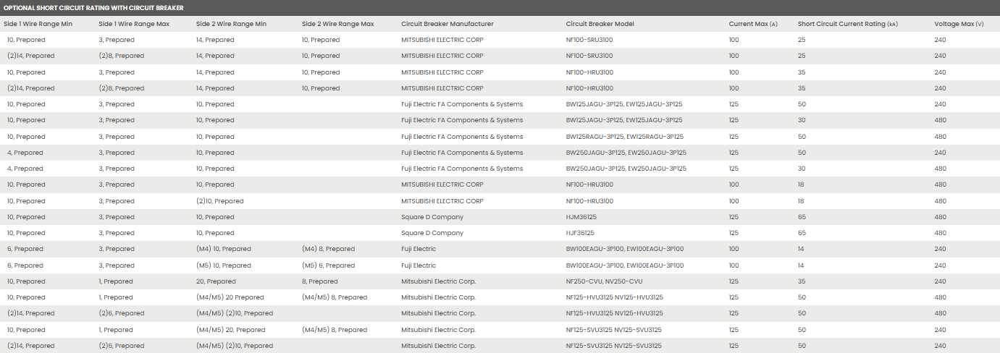 OPTIONAL SHORT CIRCUIT RATING WITH CIRCUIT BREAKER
Side 1 Wire Range Min Side 1 Wire Range Max Side 2 Wire Range Min Side 2 Wire Range Max Circuit Breaker Manufacturer Circuit Breaker Model Current Max (A) Short Circuit Current Rating (kA) Voltage Max (V)
10, Prepared 3, Prepared 14, Prepared 10, Prepared MITSUBISHI ELECTRIC CORP NF100-SRU3100 100 25 240
(2)14, Prepared (2)8, Prepared 14, Prepared 10, Prepared MITSUBISHI ELECTRIC CORP NF100-SRU3100 100 25 240
10, Prepared 3, Prepared 14, Prepared 10, Prepared MITSUBISHI ELECTRIC CORP NF100-HRU3100 100 35 240
(2)14, Prepared (2)8, Prepared 14, Prepared 10, Prepared MITSUBISHI ELECTRIC CORP NF100-HRU3100 100 35 240
10, Prepared 3, Prepared 10, Prepared Fuji Electric FA Components & Systems BW125JAGU-3P125, EW125JAGU-3P125 125 50 240
10, Prepared 3, Prepared 10, Prepared Fuji Electric FA Components & Systems BW125JAGU-3P125, EW125JAGU-3P125 125 30 480
10, Prepared 3, Prepared 10, Prepared Fuji Electric FA Components & Systems BW125RAGU-3P125, EW125RAGU-3P125 125 50 480
4, Prepared 3, Prepared 10, Prepared Fuji Electric FA Components & Systems BW250JAGU-3P125, EW250JAGU-3P125 125 50 240
4, Prepared 3, Prepared 10, Prepared Fuji Electric FA Components & Systems BW250JAGU-3P125, EW250JAGU-3P125 125 30 480
10, Prepared 3, Prepared 10, Prepared MITSUBISHI ELECTRIC CORP NF100-HRU3100 100 18 480
10, Prepared 3, Prepared (2)10, Prepared MITSUBISHI ELECTRIC CORP NF100-HRU3100 100 18 480
10, Prepared 3, Prepared 10, Prepared Square D Company HJM36125 125 65 480
10, Prepared 3, Prepared 10, Prepared Square D Company HJF36125 125 65 480
6, Prepared 3, Prepared (M4) 10, Prepared (M4) 8, Prepared Fuji Electric BW100EAGU-3P100, EW100EAGU-3P100 100 14 240
6, Prepared 3, Prepared (M5) 10, Prepared (M5) 6, Prepared Fuji Electric BW100EAGU-3P100, EW100EAGU-3P100 100 14 240
10, Prepared 1, Prepared 20, Prepared 8, Prepared Mitsubishi Electric Corp. NF250-CVU, NV250-CVU 125 35 240
10, Prepared 1, Prepared (M4/M5) 20 Prepared (M4/M5) 8, Prepared Mitsubishi Electric Corp. NF125-HVU3125 NV125-HVU3125 125 50 480
(2)14, Prepared (2)6, Prepared (M4/M5) (2)10, Prepared Mitsubishi Electric Corp. NF125-HVU3125 NV125-HVU3125 125 50 480
10, Prepared 1, Prepared (M4/M5) 20, Prepared (M4/M5) 8, Prepared Mitsubishi Electric Corp. NF125-SVU3125 NV125-SVU3125 125 50 240
(2)14, Prepared (2)6, Prepared (M4/M5) (2)10, Prepared Mitsubishi Electric Corp. NF125-SVU3125 NV125-SVU3125 125 50 240